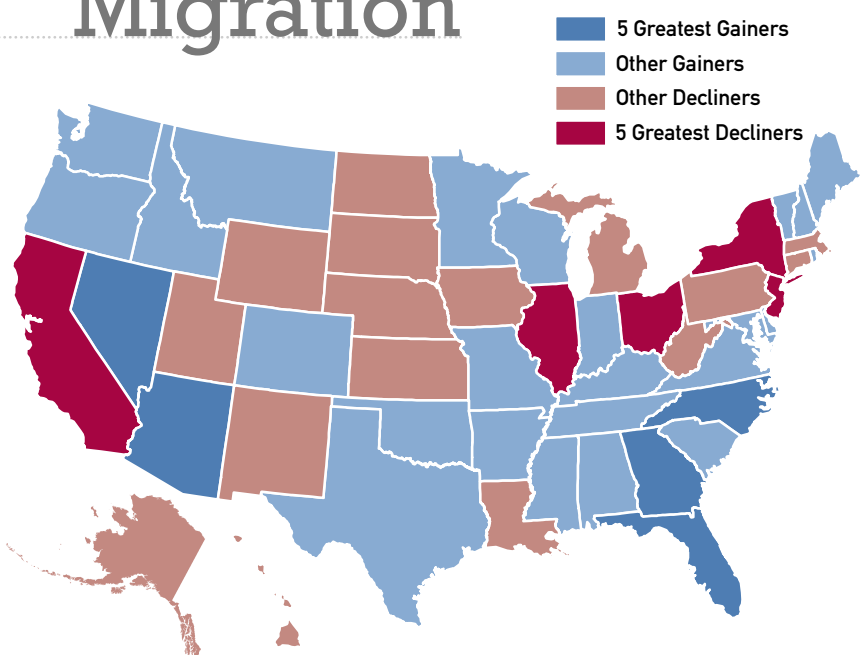 Migration
5 Greatest Gainers
Other Gainers
Other Decliners
5 Greatest Decliners